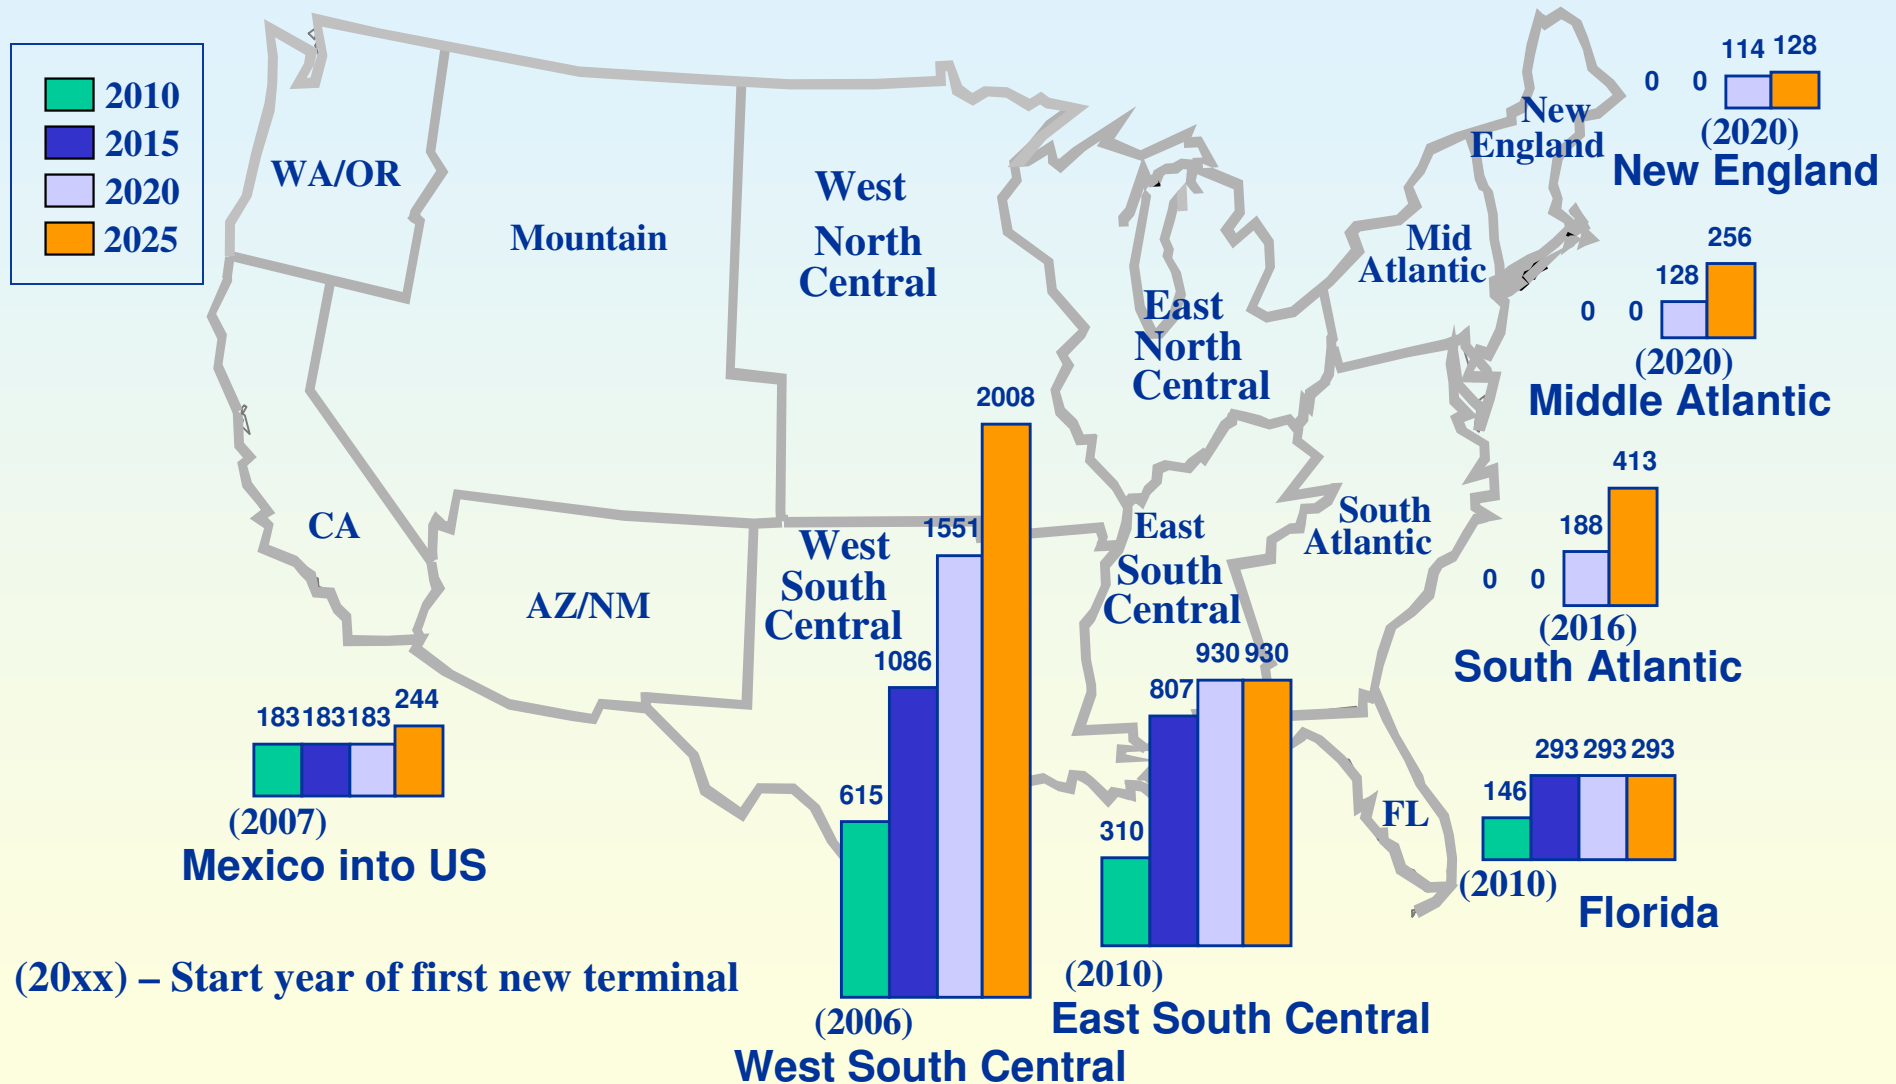 2010
2015
2020
2025
WA/OR
Mountain
West
North
Central
East
North
Central
Mid
Atlantic
New
England
CA
AZ/NM
West
South
Central
East
South
Central
South
Atlantic
FL
0 0 114 128
(2020)
New England
0 0 128 256
(2020)
Middle Atlantic
0 0 188 413
(2016)
South Atlantic
146 293 293 293
(2010)
Florida
310 807 930 930
(2010)
East South Central
615 1086 1551 2008
(2006)
West South Central
183 183 183 244
(2007)
Mexico into US
(20xx) – Start year of first new terminal